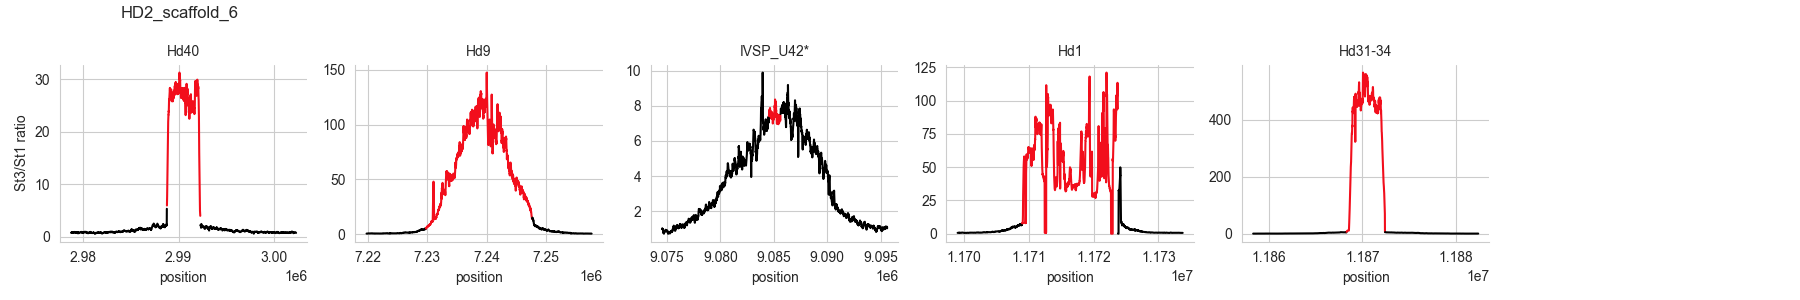 HD2_scaffold_6
Hd40
Hd9
IVSP_U42*
Hd1
Hd31-34
St3/St1 ratio
30
20
10
0
2.98
2.99
3.00
position
1e6
150
100
50
0
7.22
7.23
7.24
7.25
position
1e6
10
8
6
4
2
9.075
9.080
9.085
9.090
9.095
position
1e6
125
100
75
50
25
0
1.170
1.171
1.172
1.173
position
1e7
400
200
0
1.186
1.187
1.188
position
1e7